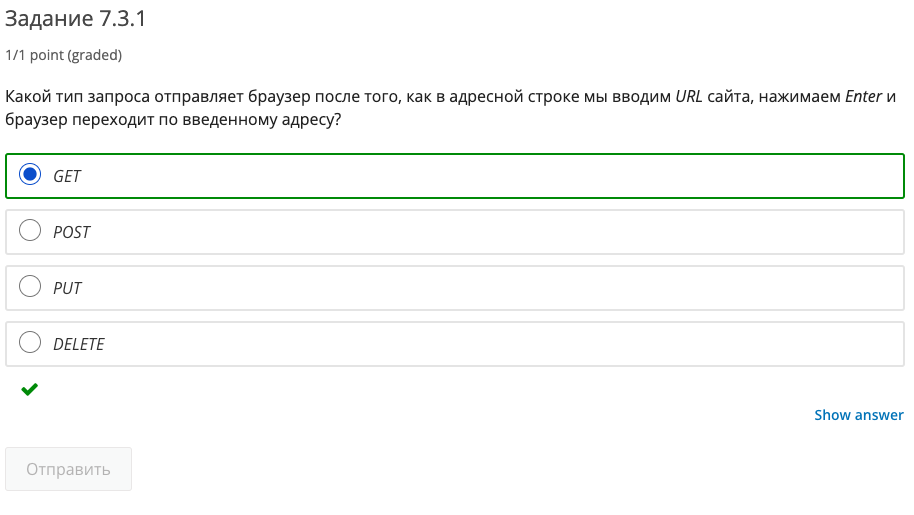 Задание 7.3.1
1/1 point (graded)
Какой тип запроса отправляет браузер после того, как в адресной строке мы вводим URL сайта, нажимаем Enter и
браузер переходит по введенному адресу?
GET
POST
PUT
DELETE
Show answer
Отправить